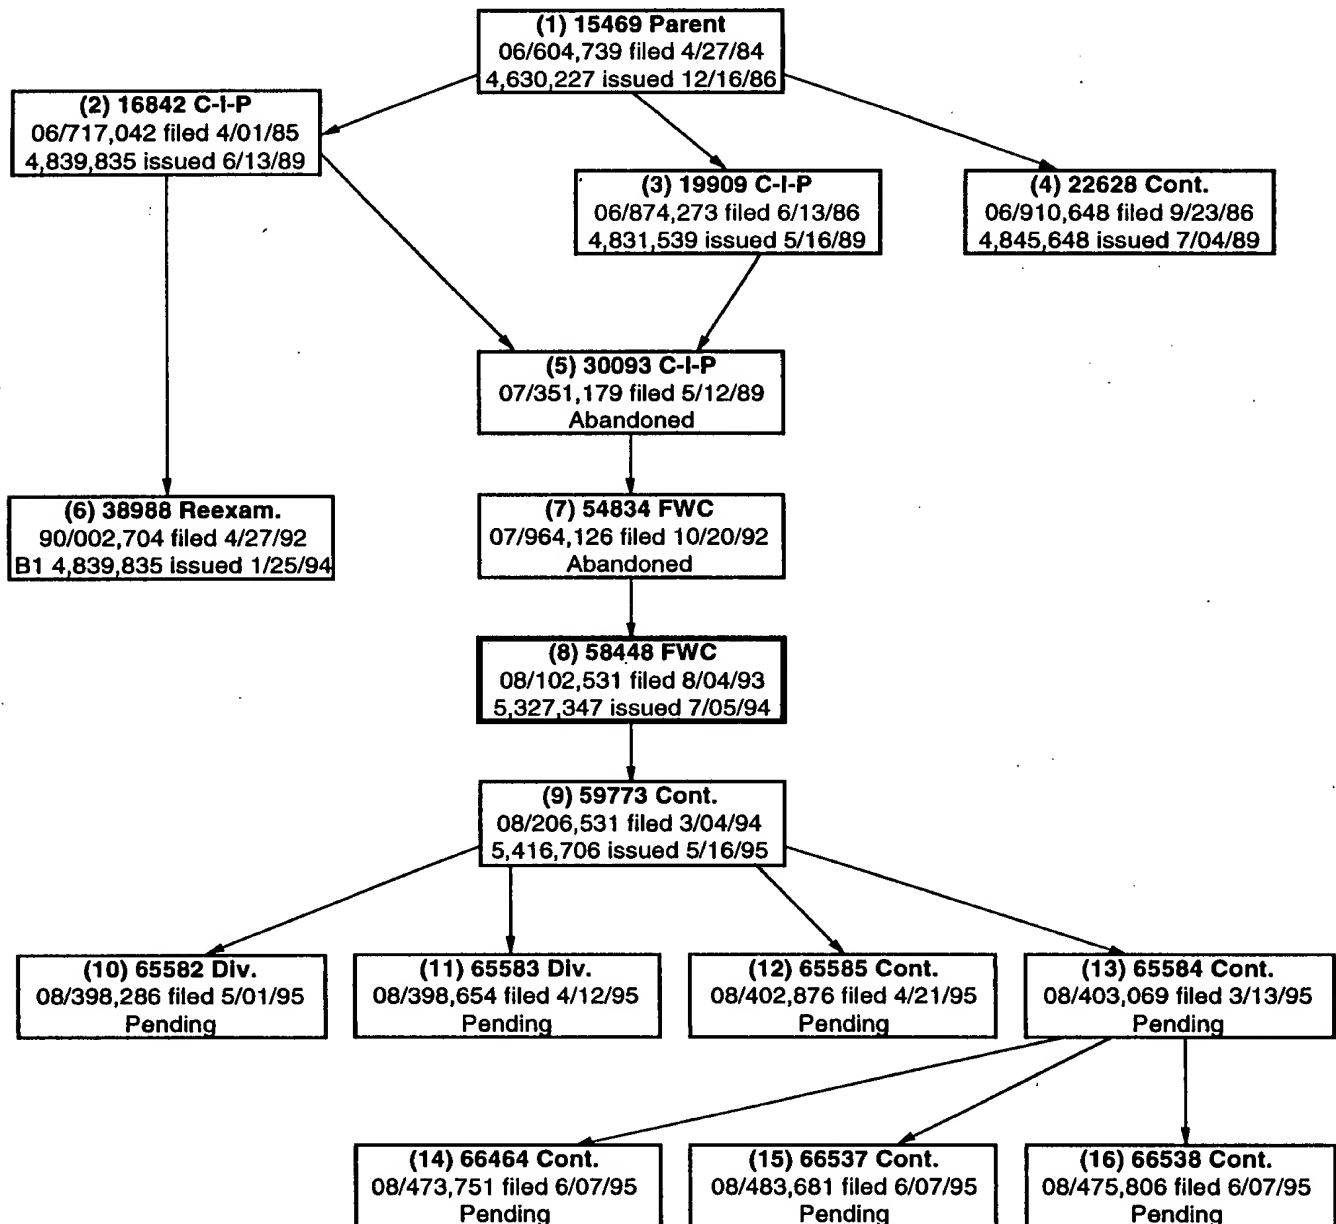 (1) 15469 Parent
06/604,739 filed 4/27/84
4,630,227 issued 12/16/86
(2) 16842 C-I-P
06/717,042 filed 4/01/85
4,839,835 issued 6/13/89
(3) 19909 C-I-P
06/874,273 filed 6/13/86
4,831,539 issued 5/16/89
(4) 22628 Cont.
06/910,648 filed 9/23/86
4,845,648 issued 7/04/89
(5) 30093 C-I-P
07/351,179 filed 5/12/89
Abandoned
(6) 38988 Reexam.
90/002,704 filed 4/27/92
B1 4,839,835 issued 1/25/94
(7) 54834 FWC
07/964,126 filed 10/20/92
Abandoned
(8) 58448 FWC
08/102,531 filed 8/04/93
5,327,347 issued 7/05/94
(9) 59773 Cont.
08/206,531 filed 3/04/94
5,416,706 issued 5/16/95
(10) 65582 Div.
08/398,286 filed 5/01/95
Pending
(11) 65583 Div.
08/398,654 filed 4/12/95
Pending
(12) 65585 Cont.
08/402,876 filed 4/21/95
Pending
(13) 65584 Cont.
08/403,069 filed 3/13/95
Pending
(14) 66464 Cont.
08/473,751 filed 6/07/95
Pending
(15) 66537 Cont.
08/483,681 filed 6/07/95
Pending
(16) 66538 Cont.
08/475,806 filed 6/07/95
Pending